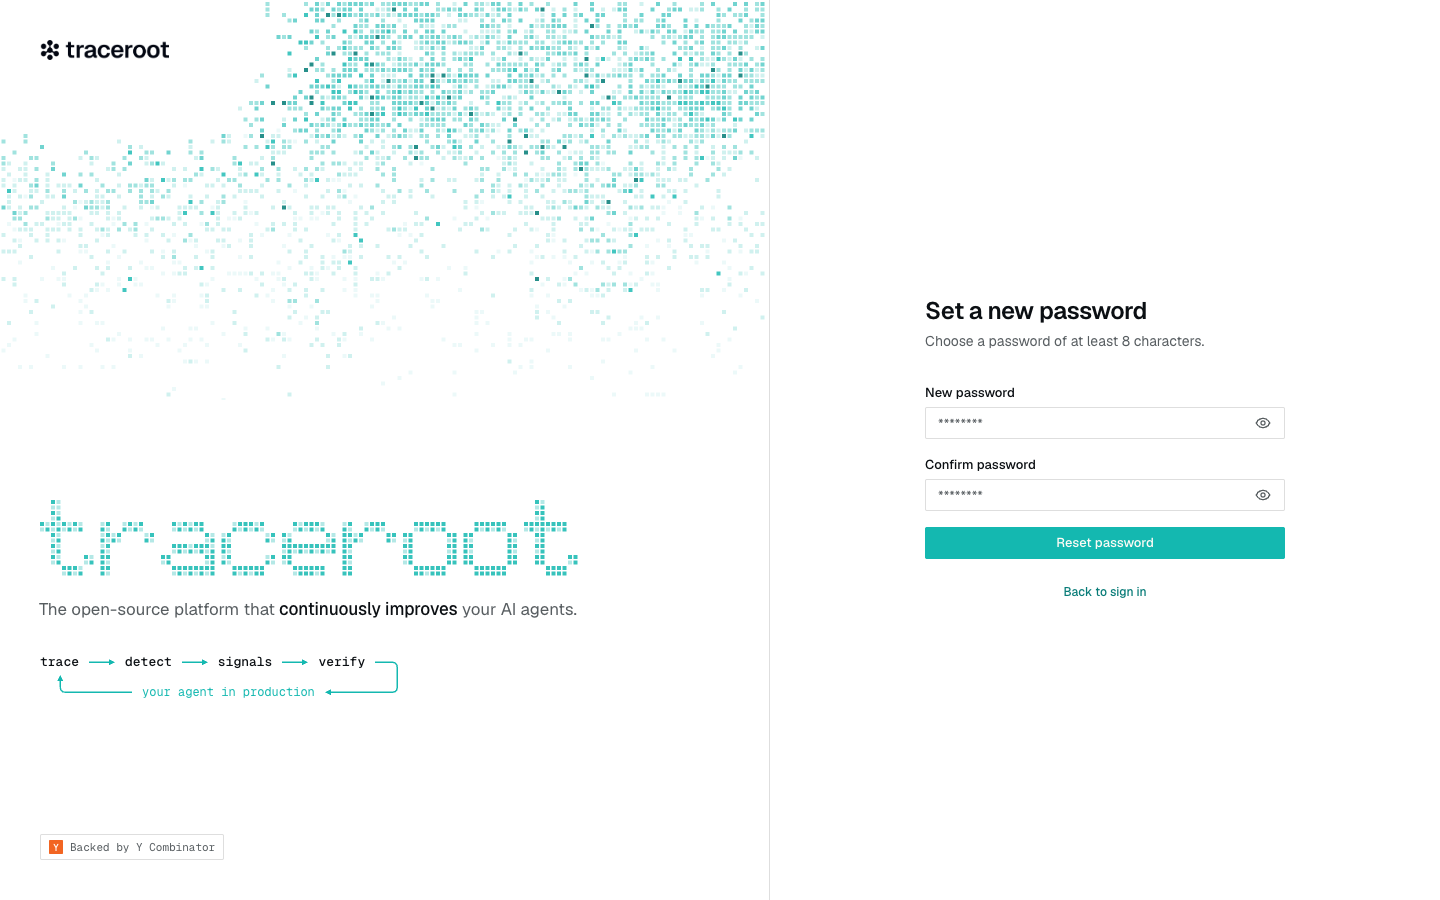 traceroot
traceroot
The open-source platform that continuously improves your AI agents.
trace detect signals verify
your agent in production
Y Backed by Y Combinator
Set a new password
Choose a password of at least 8 characters.
New password
********
Confirm password
********
Reset password
Back to sign in